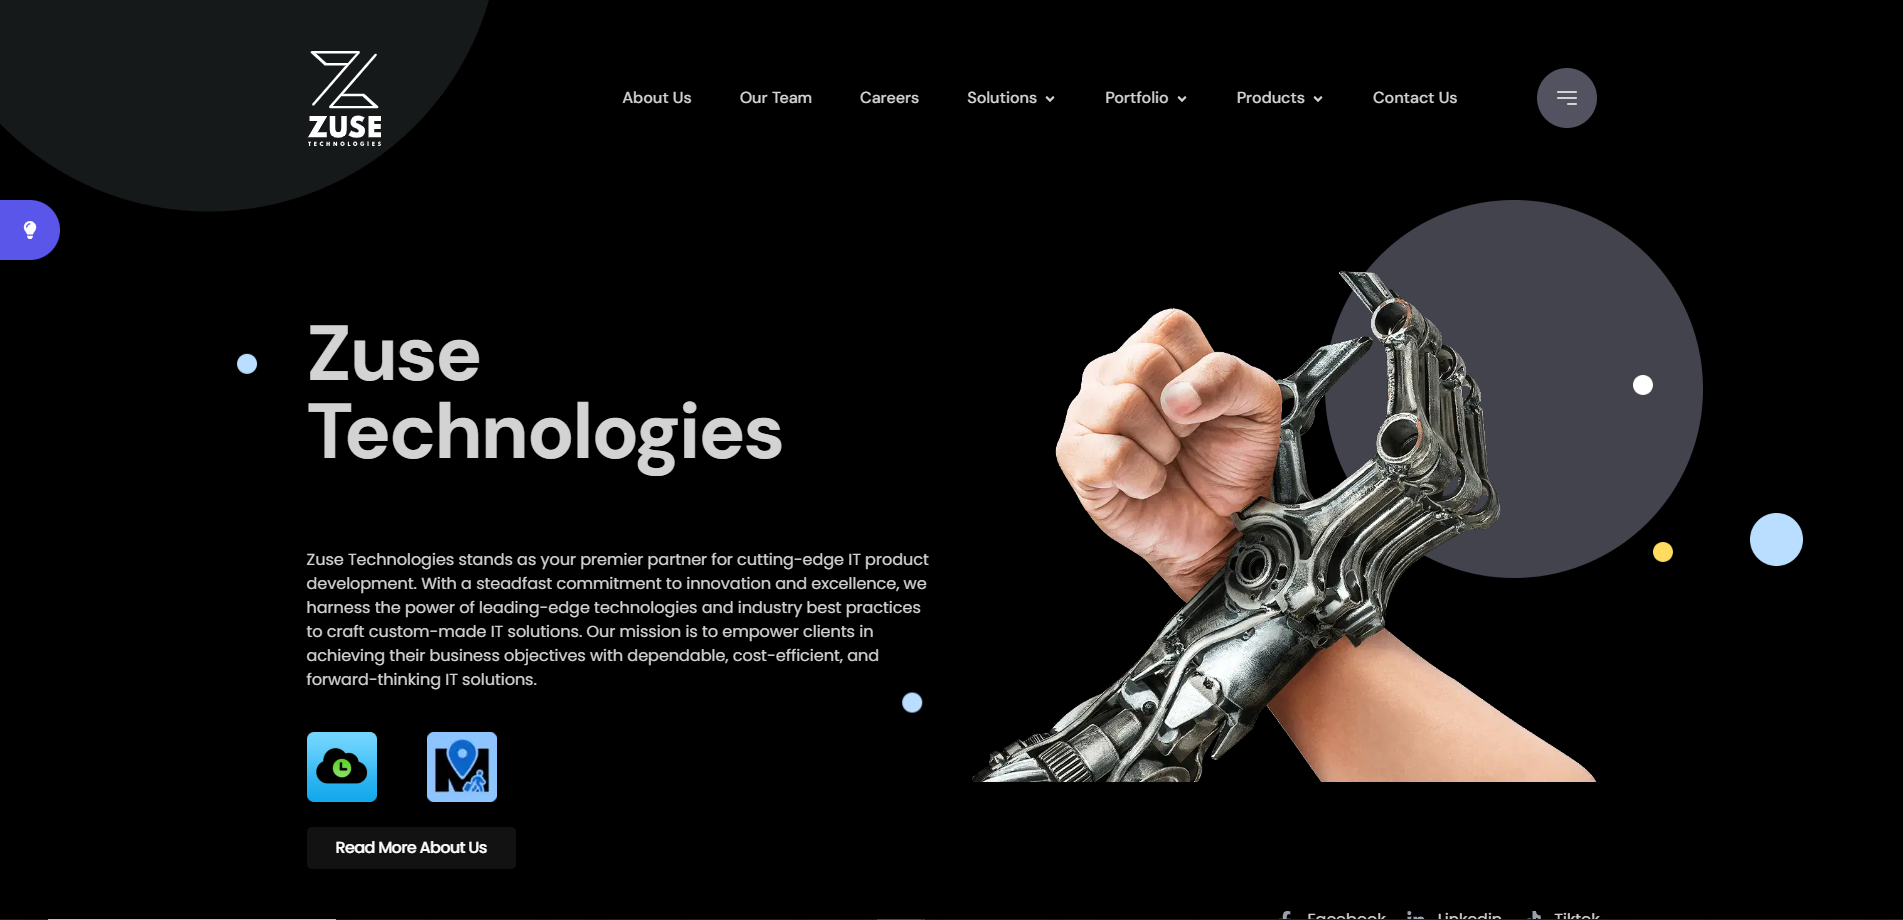 ZUSE
TECHNOLOGIES
About Us
Our Team
Careers
Solutions
Portfolio
Products
Contact Us
Zuse
Technologies
Zuse Technologies stands as your premier partner for cutting-edge IT product
development. With a steadfast commitment to innovation and excellence, we
harness the power of leading-edge technologies and industry best practices
to craft custom-made IT solutions. Our mission is to empower clients in
achieving their business objectives with dependable, cost-efficient, and
forward-thinking IT solutions.
M
Read More About Us
Facebook
Linkedin
Tiktok